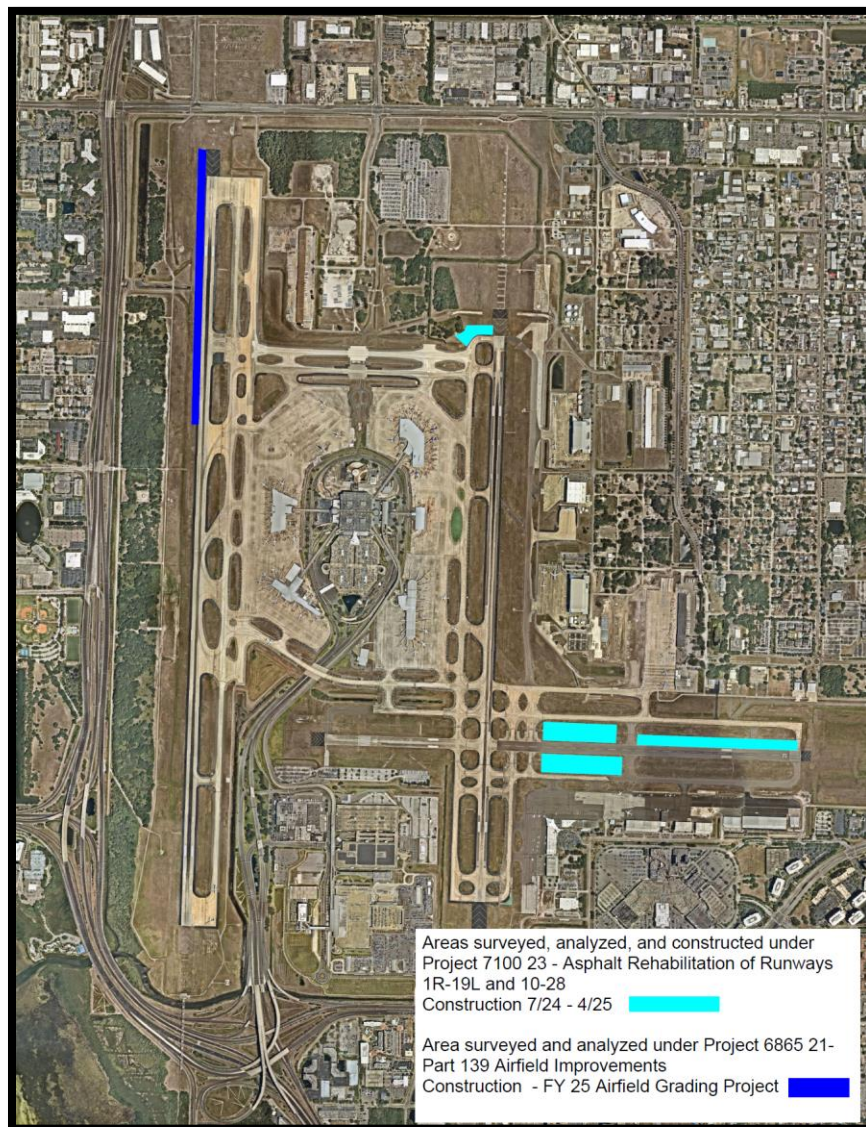 Areas surveyed, analyzed, and constructed under
Project 7100 23 - Asphalt Rehabilitation of Runways
1R-19L and 10-28
Construction 7/24 - 4/25
Area surveyed and analyzed under Project 6865 21-
Part 139 Airfield Improvements
Construction - FY 25 Airfield Grading Project